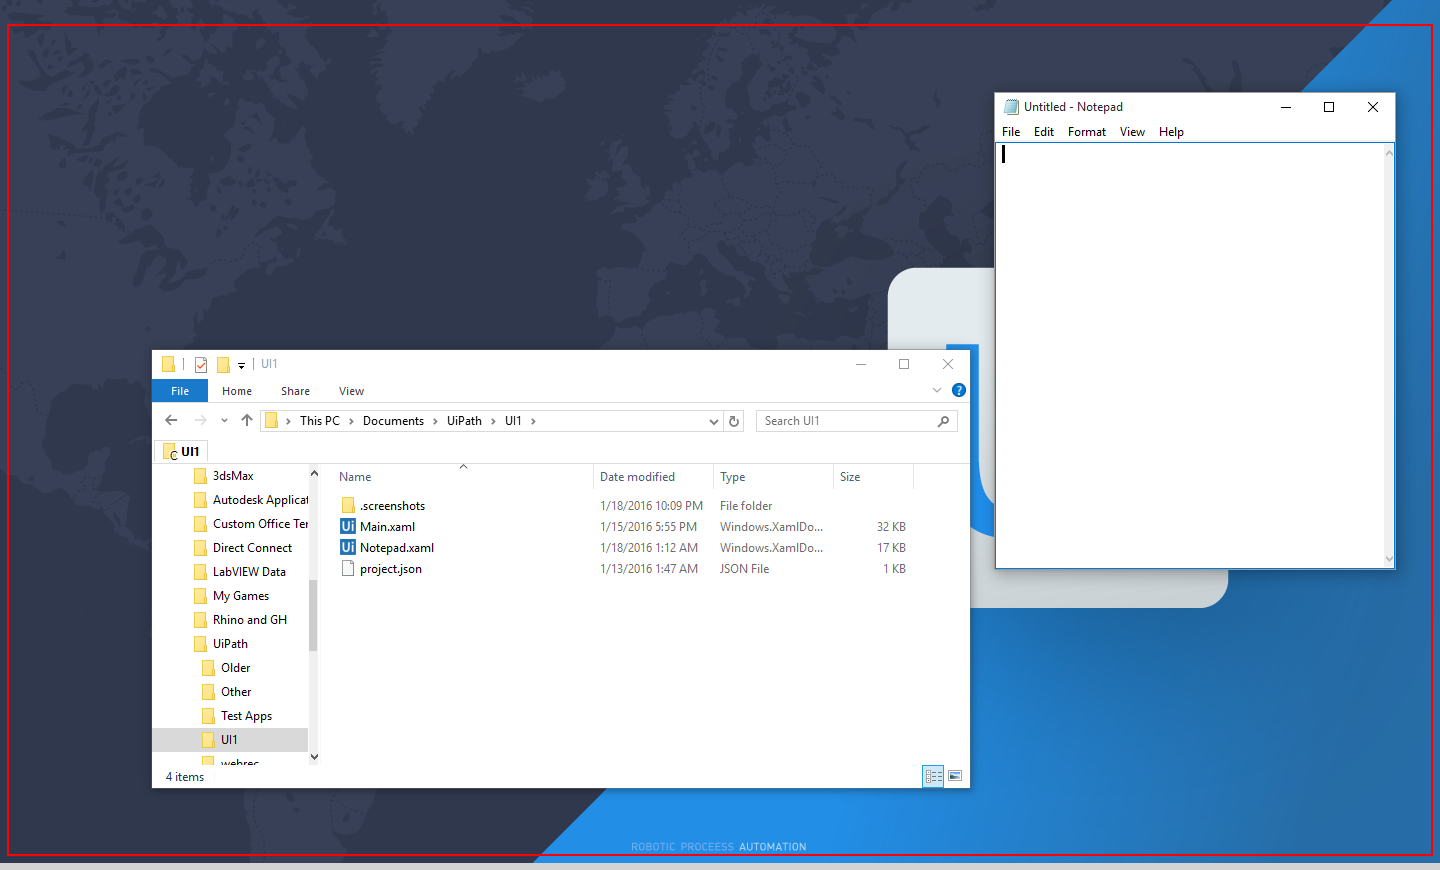 Untitled - Notepad
File Edit Format View Help
UI1
File Home Share View
This PC > Documents > UiPath > UI1 >
Search UI1
UI1
3dsMax
Autodesk Applicat
Custom Office Ter
Direct Connect
LabVIEW Data
My Games
Rhino and GH
UiPath
Older
Other
Test Apps
UI1
webrec
Name Date modified Type Size
.screenshots 1/18/2016 10:09 PM File folder
Ui Main.xaml 1/15/2016 5:55 PM Windows.XamlDo... 32 KB
Ui Notepad.xaml 1/18/2016 1:12 AM Windows.XamlDo... 17 KB
project.json 1/13/2016 1:47 AM JSON File 1 KB
4 items
ROBOTIC PROCEESS AUTOMATION